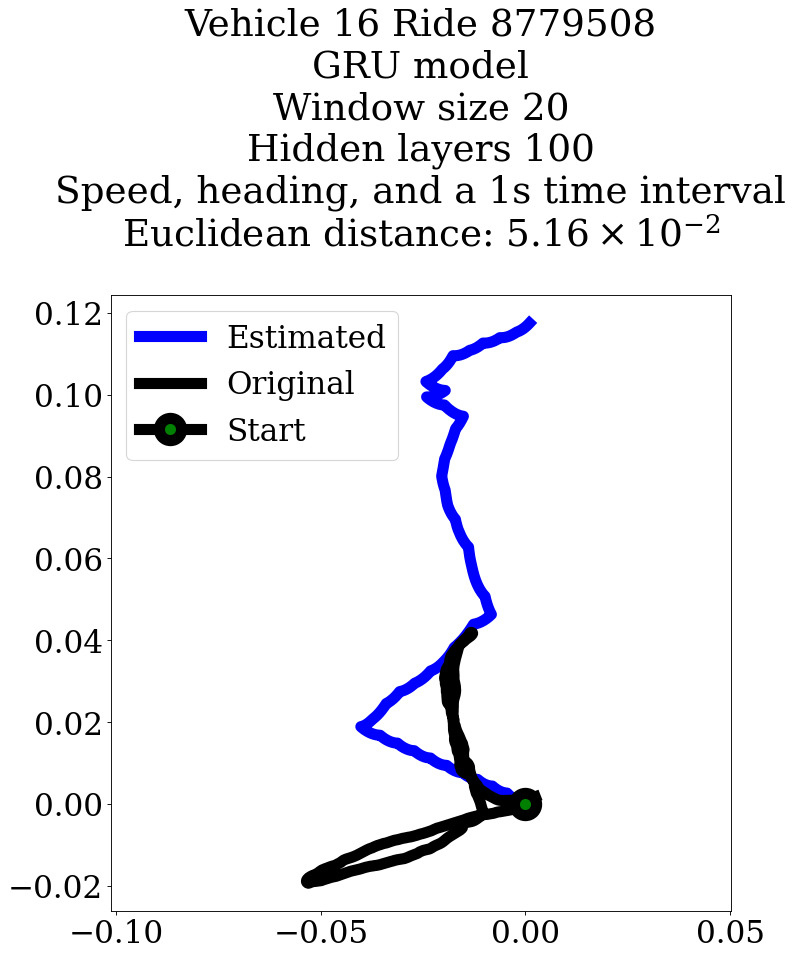 Vehicle 16 Ride 8779508
GRU model
Window size 20
Hidden layers 100
Speed, heading, and a 1s time interval
Euclidean distance: 5.16 × 10⁻²
Estimated
Original
Start
0.12
0.10
0.08
0.06
0.04
0.02
0.00
−0.02
−0.10
−0.05
0.00
0.05